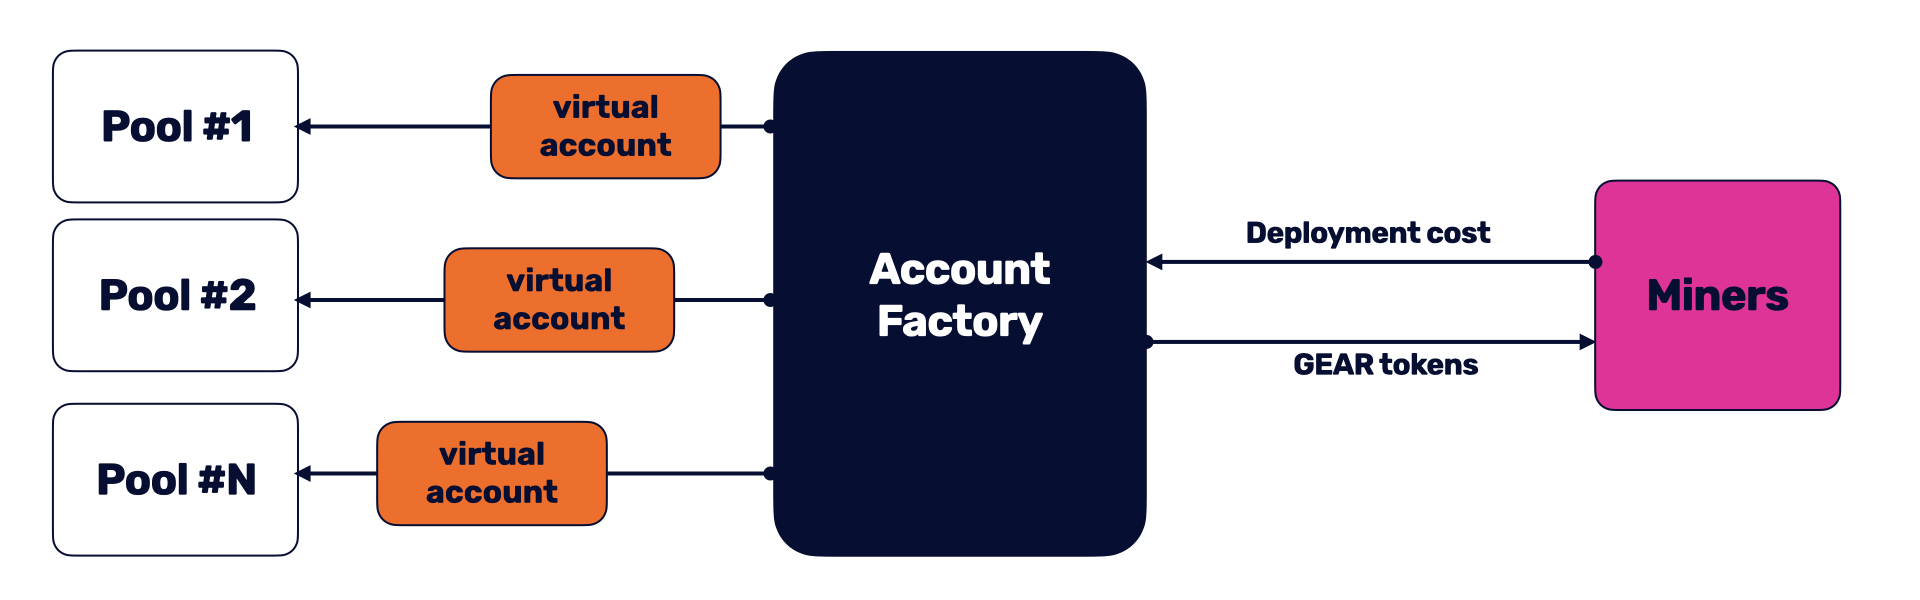 Pool #1
virtual
account
Pool #2
virtual
account
Pool #N
virtual
account
Account
Factory
Deployment cost
GEAR tokens
Miners